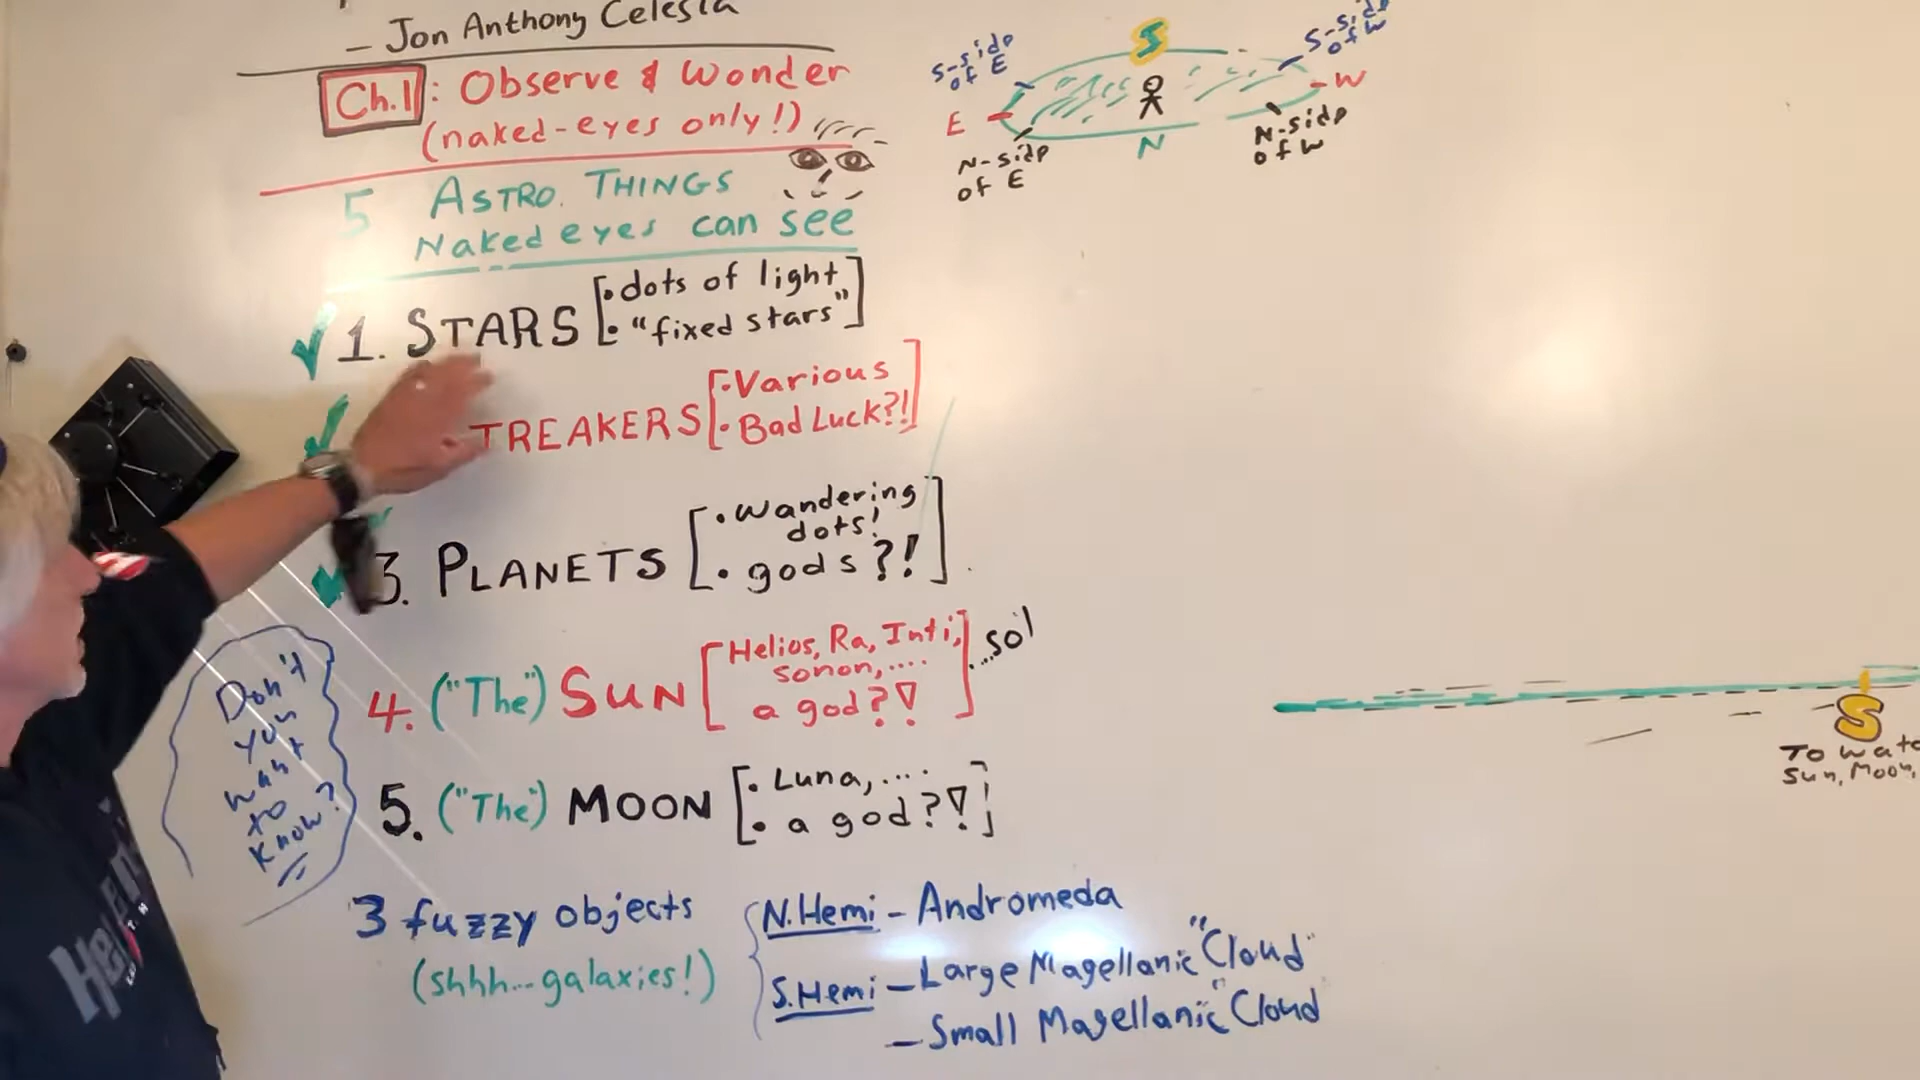 – Jon Anthony Celesta
Ch.1: Observe & Wonder
(naked-eyes only!)
5 ASTRO. THINGS
Naked eyes can see
1. STARS [• dots of light
• "fixed stars"]
TREAKERS [• Various
• Bad Luck?!]
3. PLANETS [• Wandering
dots!
• gods?!]
4. ("The") SUN [Helios, Ra, Inti,
sonon, ....
a god?!] ...sol
5. ("The") MOON [• Luna, ....
• a god?!]
3 fuzzy objects
(shhh... galaxies!)
N.Hemi – Andromeda
S.Hemi – Large Magellanic "Cloud"
– Small Magellanic "Cloud
Don't
you
want
to
know?
S
S-side
of E
S-side
of W
E
W
N-side
of E
N
N-side
of W
S
To watc
Sun, Moon,